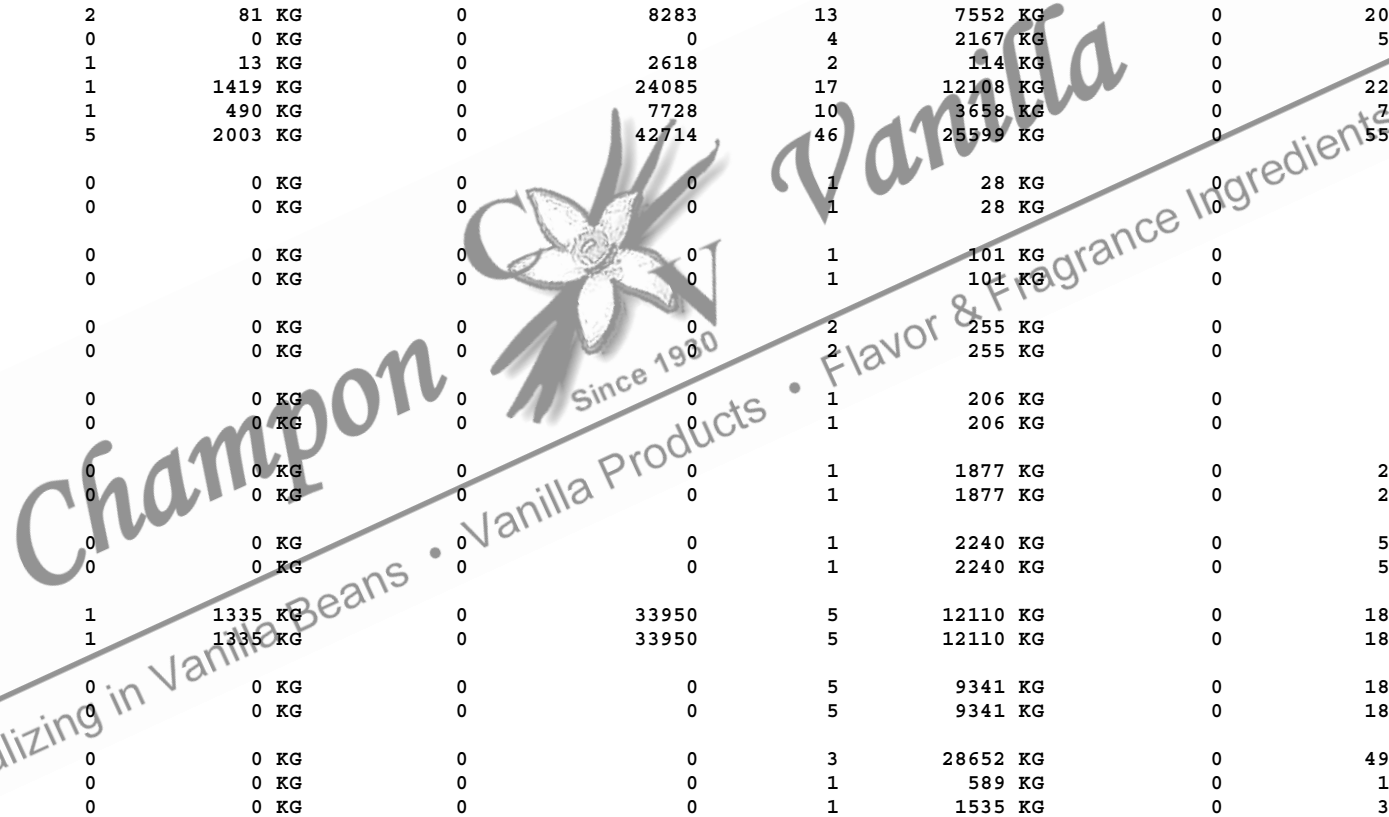 2 81 KG 0 8283 13 7552 KG 0 20
0 0 KG 0 0 4 2167 KG 0 5
1 13 KG 0 2618 2 114 KG 0
1 1419 KG 0 24085 17 12108 KG 0 22
1 490 KG 0 7728 10 3658 KG 0 7
5 2003 KG 0 42714 46 25599 KG 0 55
0 0 KG 0 0 1 28 KG 0
0 0 KG 0 0 1 28 KG 0
0 0 KG 0 0 1 101 KG 0
0 0 KG 0 0 1 101 KG 0
0 0 KG 0 0 2 255 KG 0
0 0 KG 0 0 2 255 KG 0
0 0 KG 0 0 1 206 KG 0
0 0 KG 0 0 1 206 KG 0
0 0 KG 0 0 1 1877 KG 0 2
0 0 KG 0 0 1 1877 KG 0 2
0 0 KG 0 0 1 2240 KG 0 5
0 0 KG 0 0 1 2240 KG 0 5
1 1335 KG 0 33950 5 12110 KG 0 18
1 1335 KG 0 33950 5 12110 KG 0 18
0 0 KG 0 0 5 9341 KG 0 18
0 0 KG 0 0 5 9341 KG 0 18
0 0 KG 0 0 3 28652 KG 0 49
0 0 KG 0 0 1 589 KG 0 1
0 0 KG 0 0 1 1535 KG 0 3
Champon CV Vanilla
Since 1930
alizing in Vanilla Beans • Vanilla Products • Flavor & Fragrance Ingredients